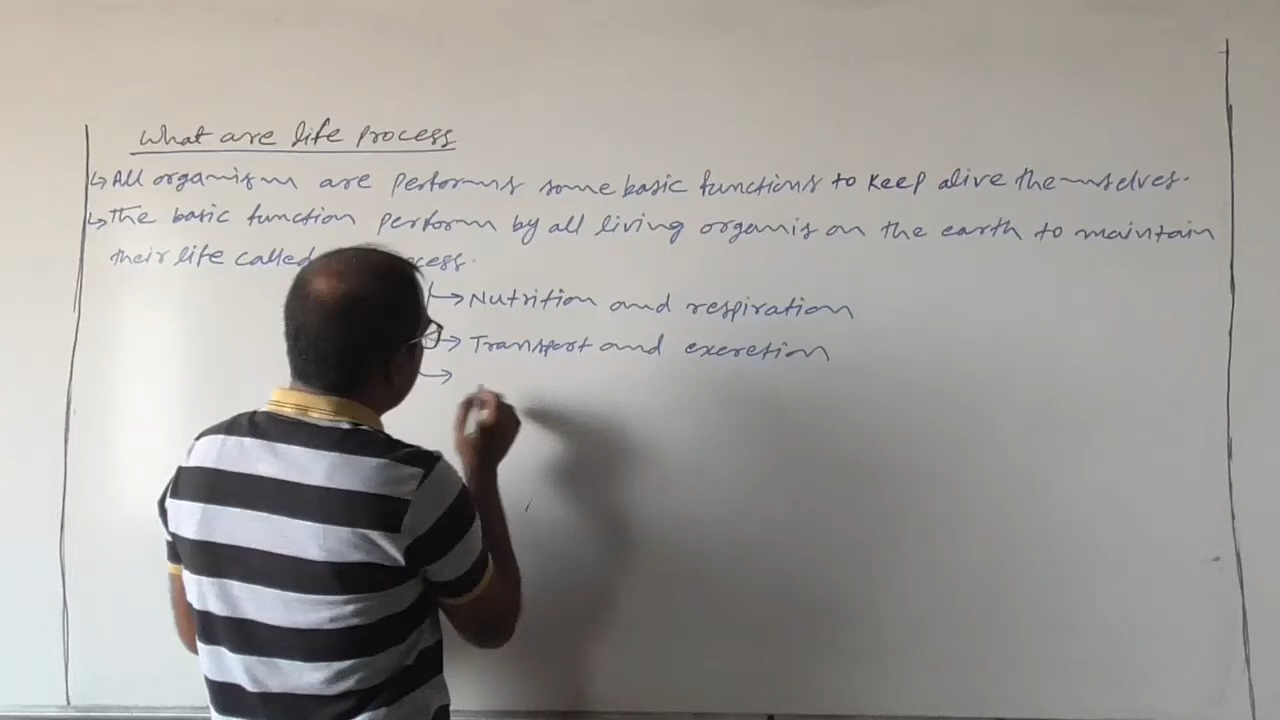 What are life process
↳ All organism are performs some basic functions to keep alive themselves.
↳ The basic function perform by all living organis on the earth to maintain
their life called
→ Nutrition and respiration
→ Transport and excretion
→